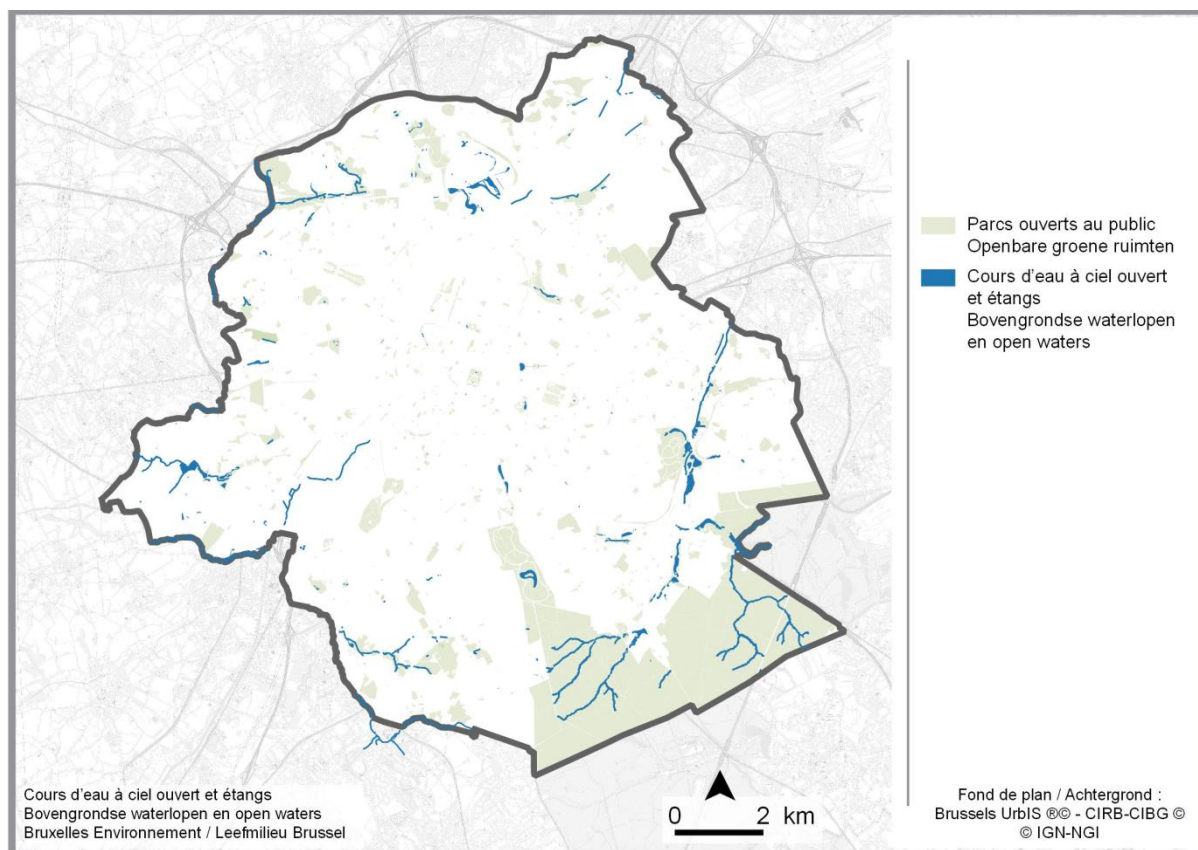 Parcs ouverts au public
Openbare groene ruimten
Cours d'eau à ciel ouvert
et étangs
Bovengrondse waterlopen
en open waters
Cours d'eau à ciel ouvert et étangs
Bovengrondse waterlopen en open waters
Bruxelles Environnement / Leefmilieu Brussel
0 2 km
Fond de plan / Achtergrond :
Brussels UrbIS ®© - CIRB-CIBG ©
© IGN-NGI